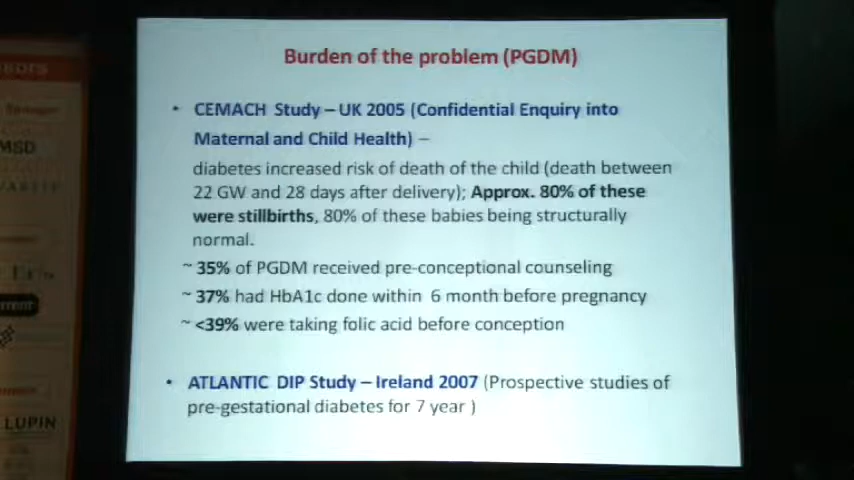 Burden of the problem (PGDM)
• CEMACH Study – UK 2005 (Confidential Enquiry into
Maternal and Child Health) –
diabetes increased risk of death of the child (death between
22 GW and 28 days after delivery); Approx. 80% of these
were stillbirths, 80% of these babies being structurally
normal.
~ 35% of PGDM received pre-conceptional counseling
~ 37% had HbA1c done within 6 month before pregnancy
~ <39% were taking folic acid before conception
• ATLANTIC DIP Study – Ireland 2007 (Prospective studies of
pre-gestational diabetes for 7 year )
MSD
LUPIN